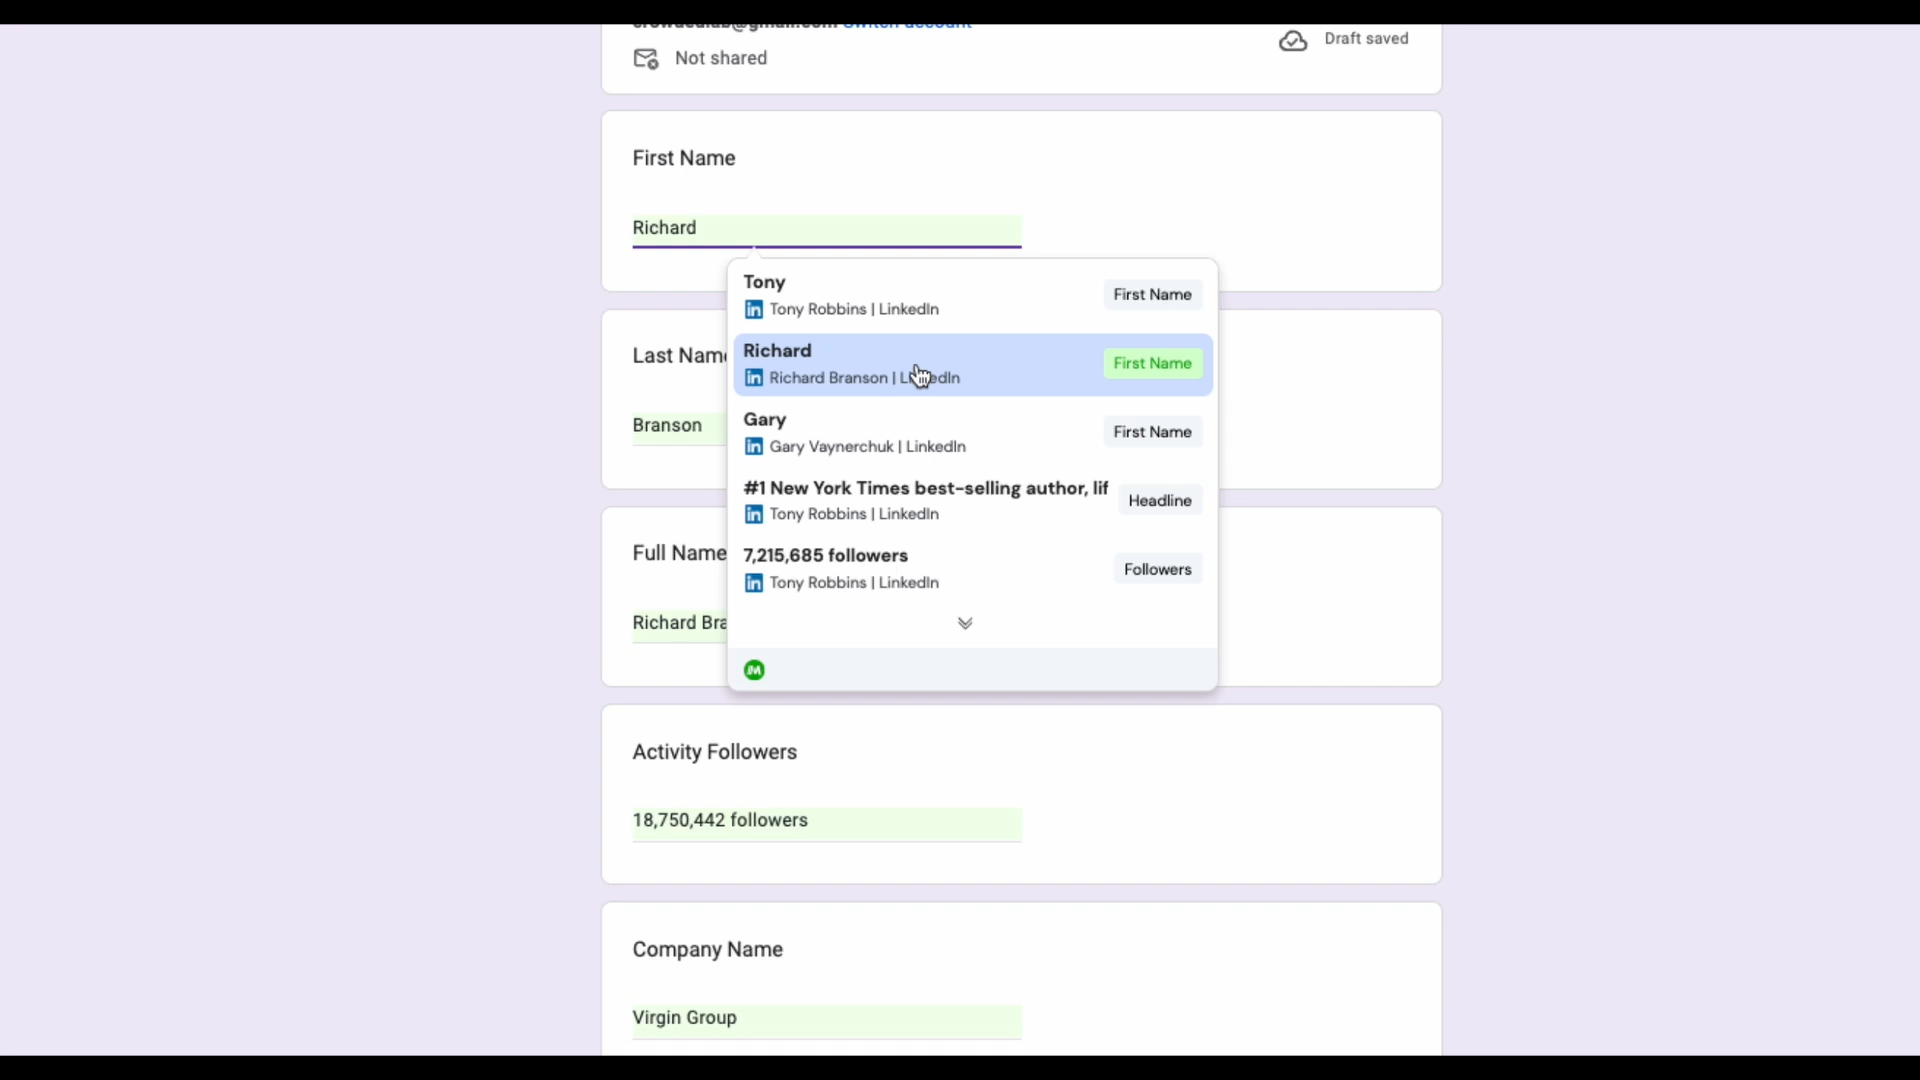 Switch account
Not shared
Draft saved
First Name
Richard
Tony
Tony Robbins | LinkedIn
First Name
Richard
Richard Branson | LinkedIn
First Name
Gary
Gary Vaynerchuk | LinkedIn
First Name
#1 New York Times best-selling author, lif
Tony Robbins | LinkedIn
Headline
7,215,685 followers
Tony Robbins | LinkedIn
Followers
Last Name
Branson
Full Name
Richard Bra
Activity Followers
18,750,442 followers
Company Name
Virgin Group